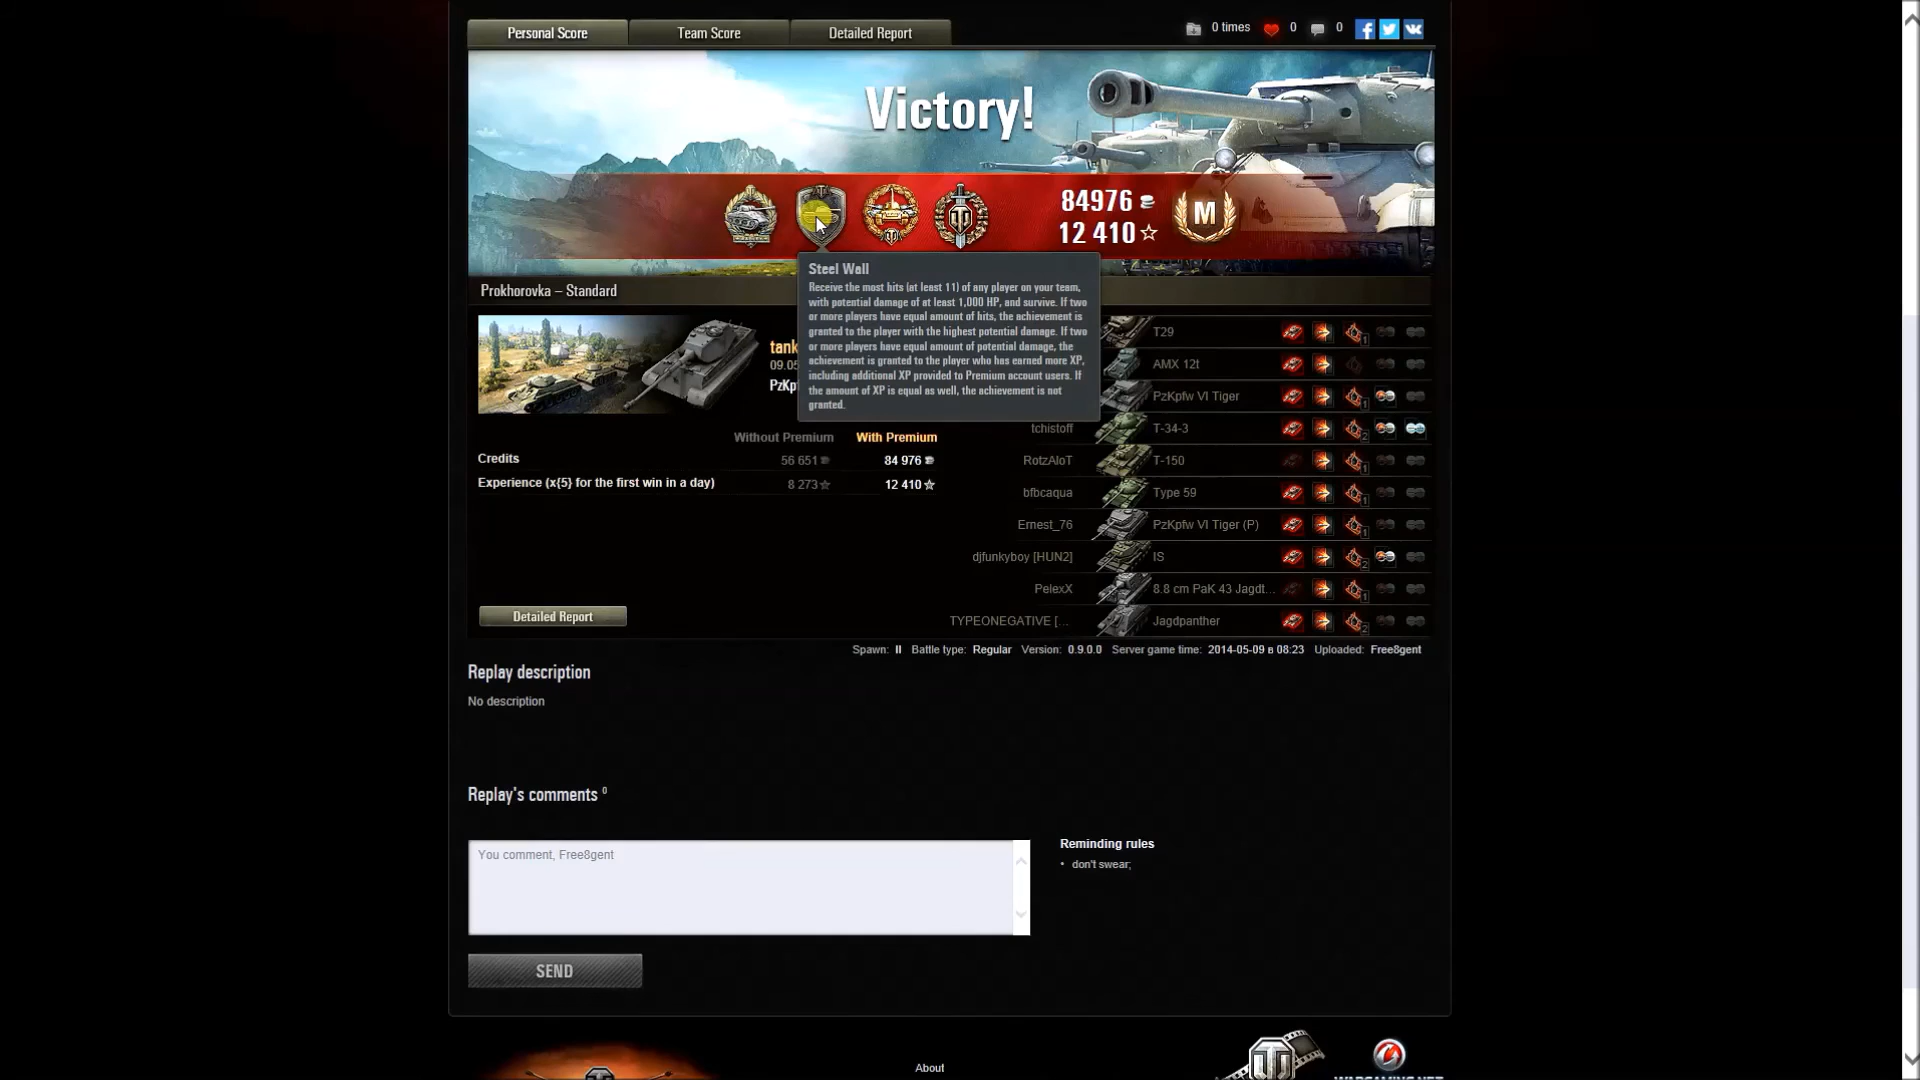 Personal Score
Team Score
Detailed Report
0 times
0
0
Victory!
84976
12 410
M
Steel Wall
Receive the most hits (at least 11) of any player on your team,
with potential damage of at least 1,000 HP, and survive. If two
or more players have equal amount of hits, the achievement is
granted to the player with the highest potential damage. If two
or more players have equal amount of potential damage, the
achievement is granted to the player who has earned more XP,
including additional XP provided to Premium account users. If
the amount of XP is equal as well, the achievement is not
granted.
Prokhorovka – Standard
tank
09.05
PzKpf
Without Premium
With Premium
Credits
56 651
84 976
Experience (x{5} for the first win in a day)
8 273
12 410
Detailed Report
T29
AMX 12t
PzKpfw VI Tiger
tchistoff
T-34-3
RotzAloT
T-150
bfbcaqua
Type 59
Ernest_76
PzKpfw VI Tiger (P)
djfunkyboy [HUN2]
IS
PelexX
8.8 cm PaK 43 Jagdt...
TYPEONEGATIVE [...
Jagdpanther
Spawn: II Battle type: Regular Version: 0.9.0.0 Server game time: 2014-05-09 в 08:23 Uploaded: Free8gent
Replay description
No description
Replay's comments 0
You comment, Free8gent
Reminding rules
• don't swear;
SEND
About
WARGAMING.NET